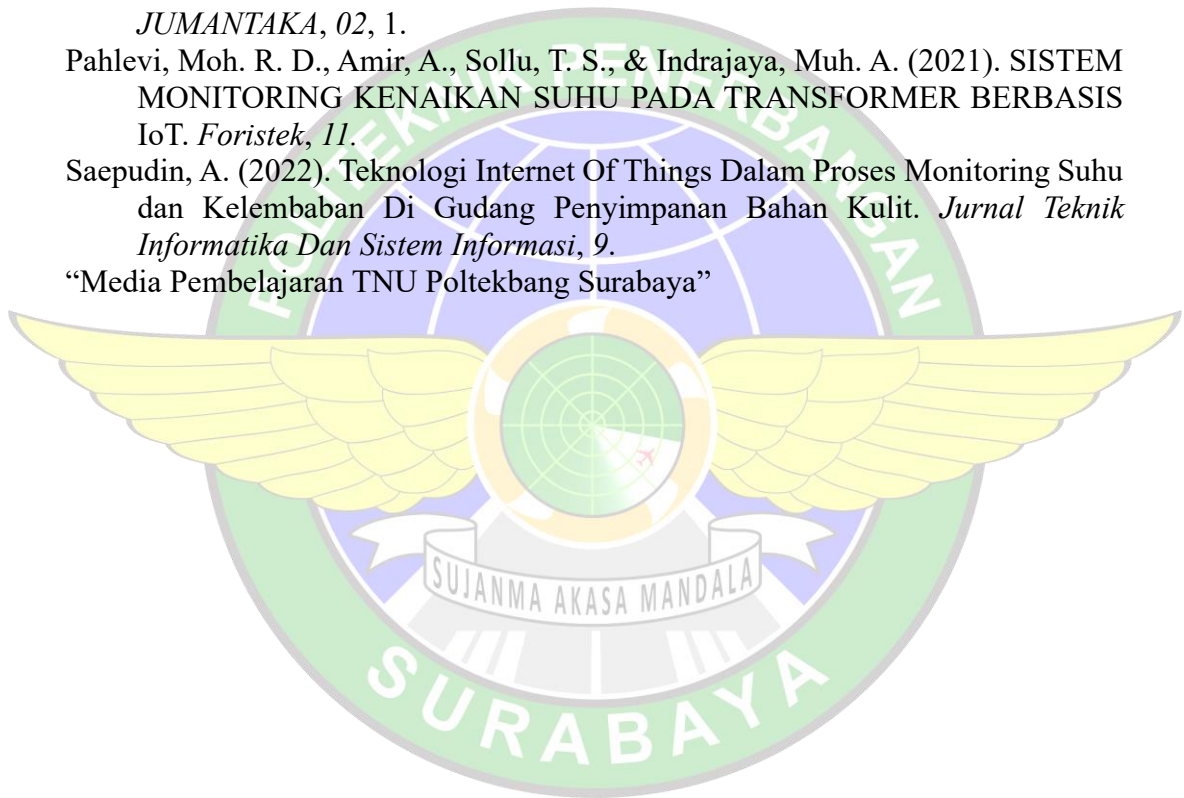 JUMANTAKA, 02, 1.
Pahlevi, Moh. R. D., Amir, A., Sollu, T. S., & Indrajaya, Muh. A. (2021). SISTEM
MONITORING KENAIKAN SUHU PADA TRANSFORMER BERBASIS
IoT. Foristek, 11.
Saepudin, A. (2022). Teknologi Internet Of Things Dalam Proses Monitoring Suhu
dan Kelembaban Di Gudang Penyimpanan Bahan Kulit. Jurnal Teknik
Informatika Dan Sistem Informasi, 9.
“Media Pembelajaran TNU Poltekbang Surabaya”
POLITEKNIK PENERBANGAN
SUJANMA AKASA MANDALA
SURABAYA